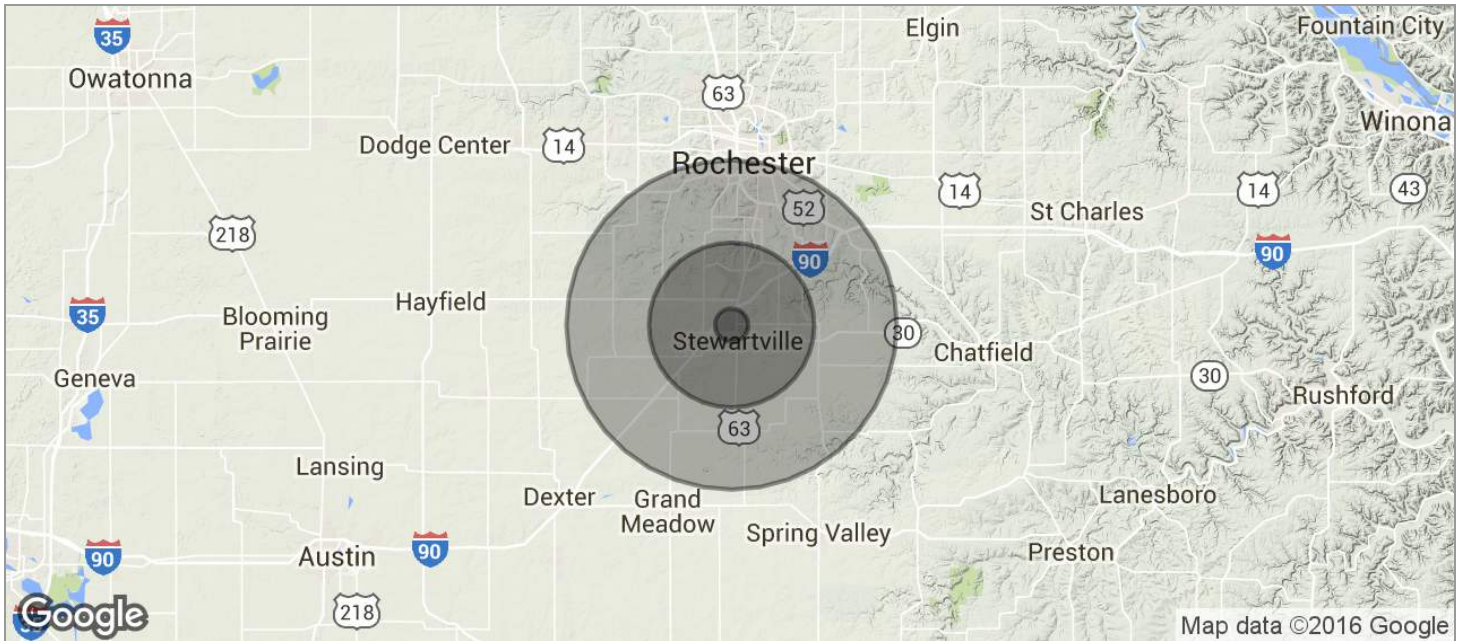 Elgin
Fountain City
35
Owatonna
63
Winona
Dodge Center
14
Rochester
14
14
43
52
St Charles
218
90
90
Hayfield
35
Blooming
Prairie
Stewartville
30
Chatfield
Geneva
30
Rushford
63
Lansing
Dexter
Grand
Meadow
Lanesboro
Spring Valley
90
Austin
90
Preston
218
Google
Map data ©2016 Google